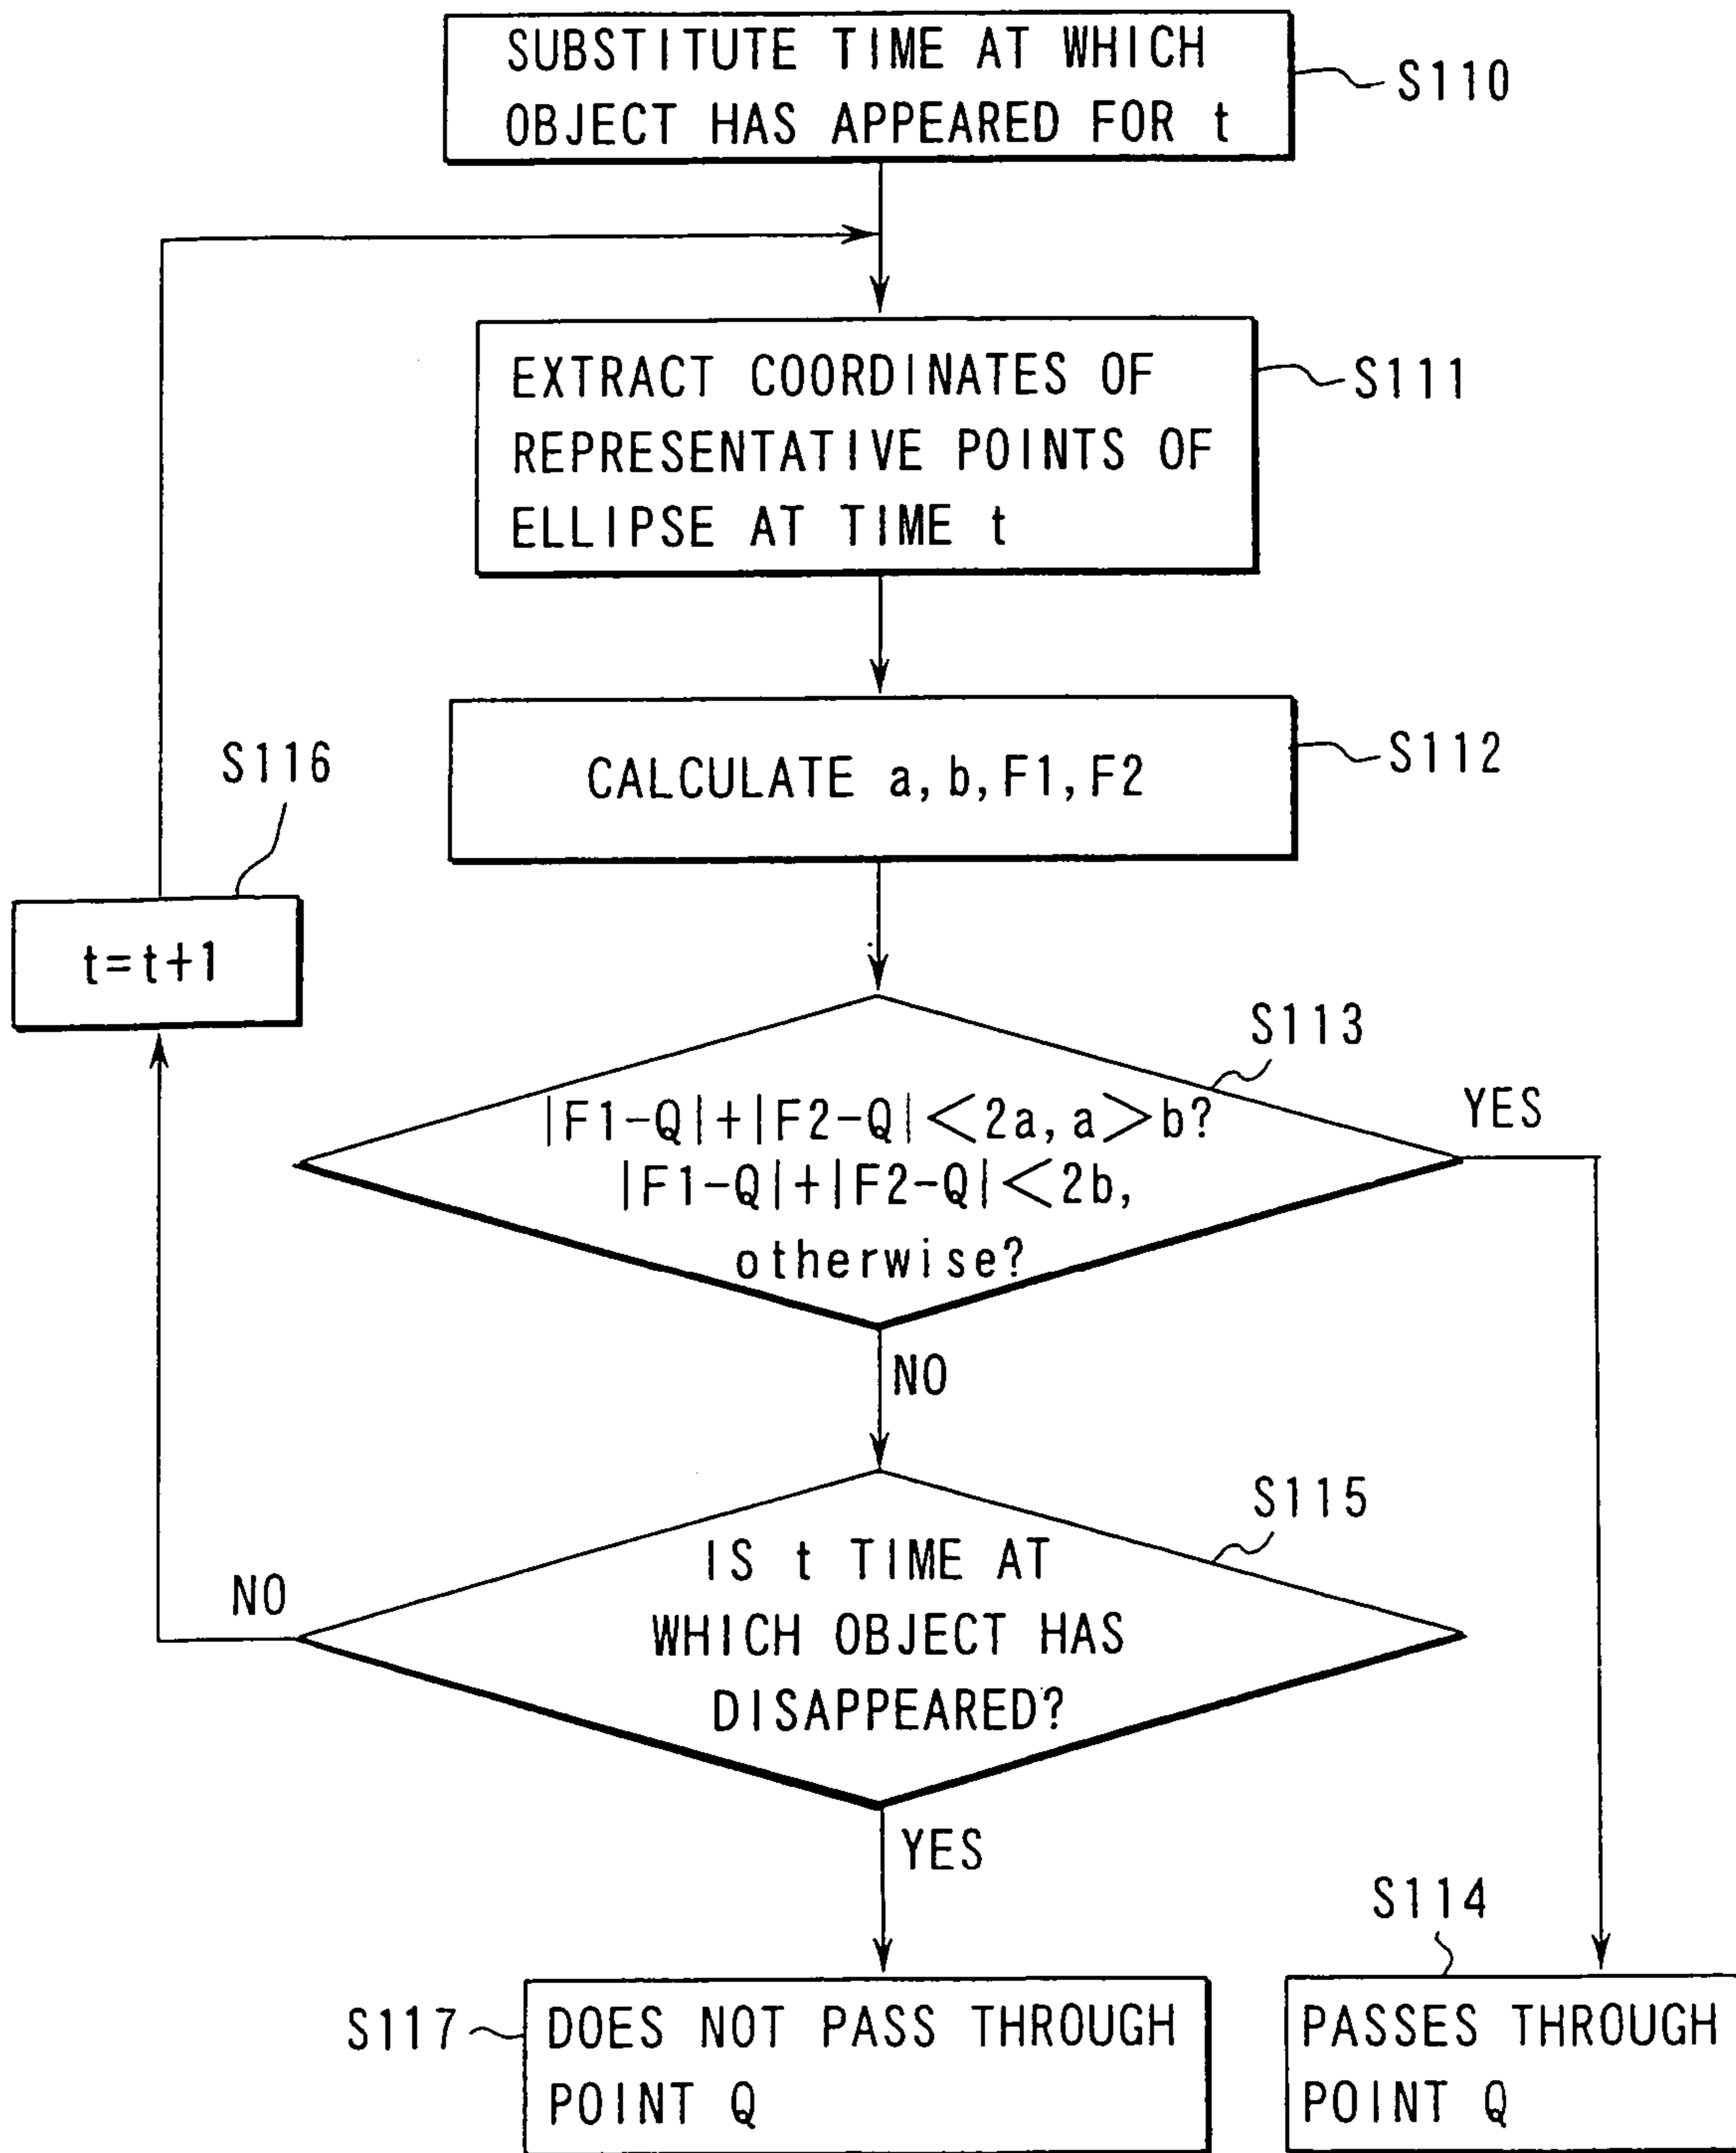 SUBSTITUTE TIME AT WHICH
OBJECT HAS APPEARED FOR t
S110
EXTRACT COORDINATES OF
REPRESENTATIVE POINTS OF
ELLIPSE AT TIME t
S111
CALCULATE a, b, F1, F2
S112
S116
t=t+1
S113
|F1-Q|+|F2-Q|<2a, a>b?
|F1-Q|+|F2-Q|<2b,
otherwise?
YES
NO
S115
IS t TIME AT
WHICH OBJECT HAS
DISAPPEARED?
NO
YES
S114
S117
DOES NOT PASS THROUGH
POINT Q
PASSES THROUGH
POINT Q